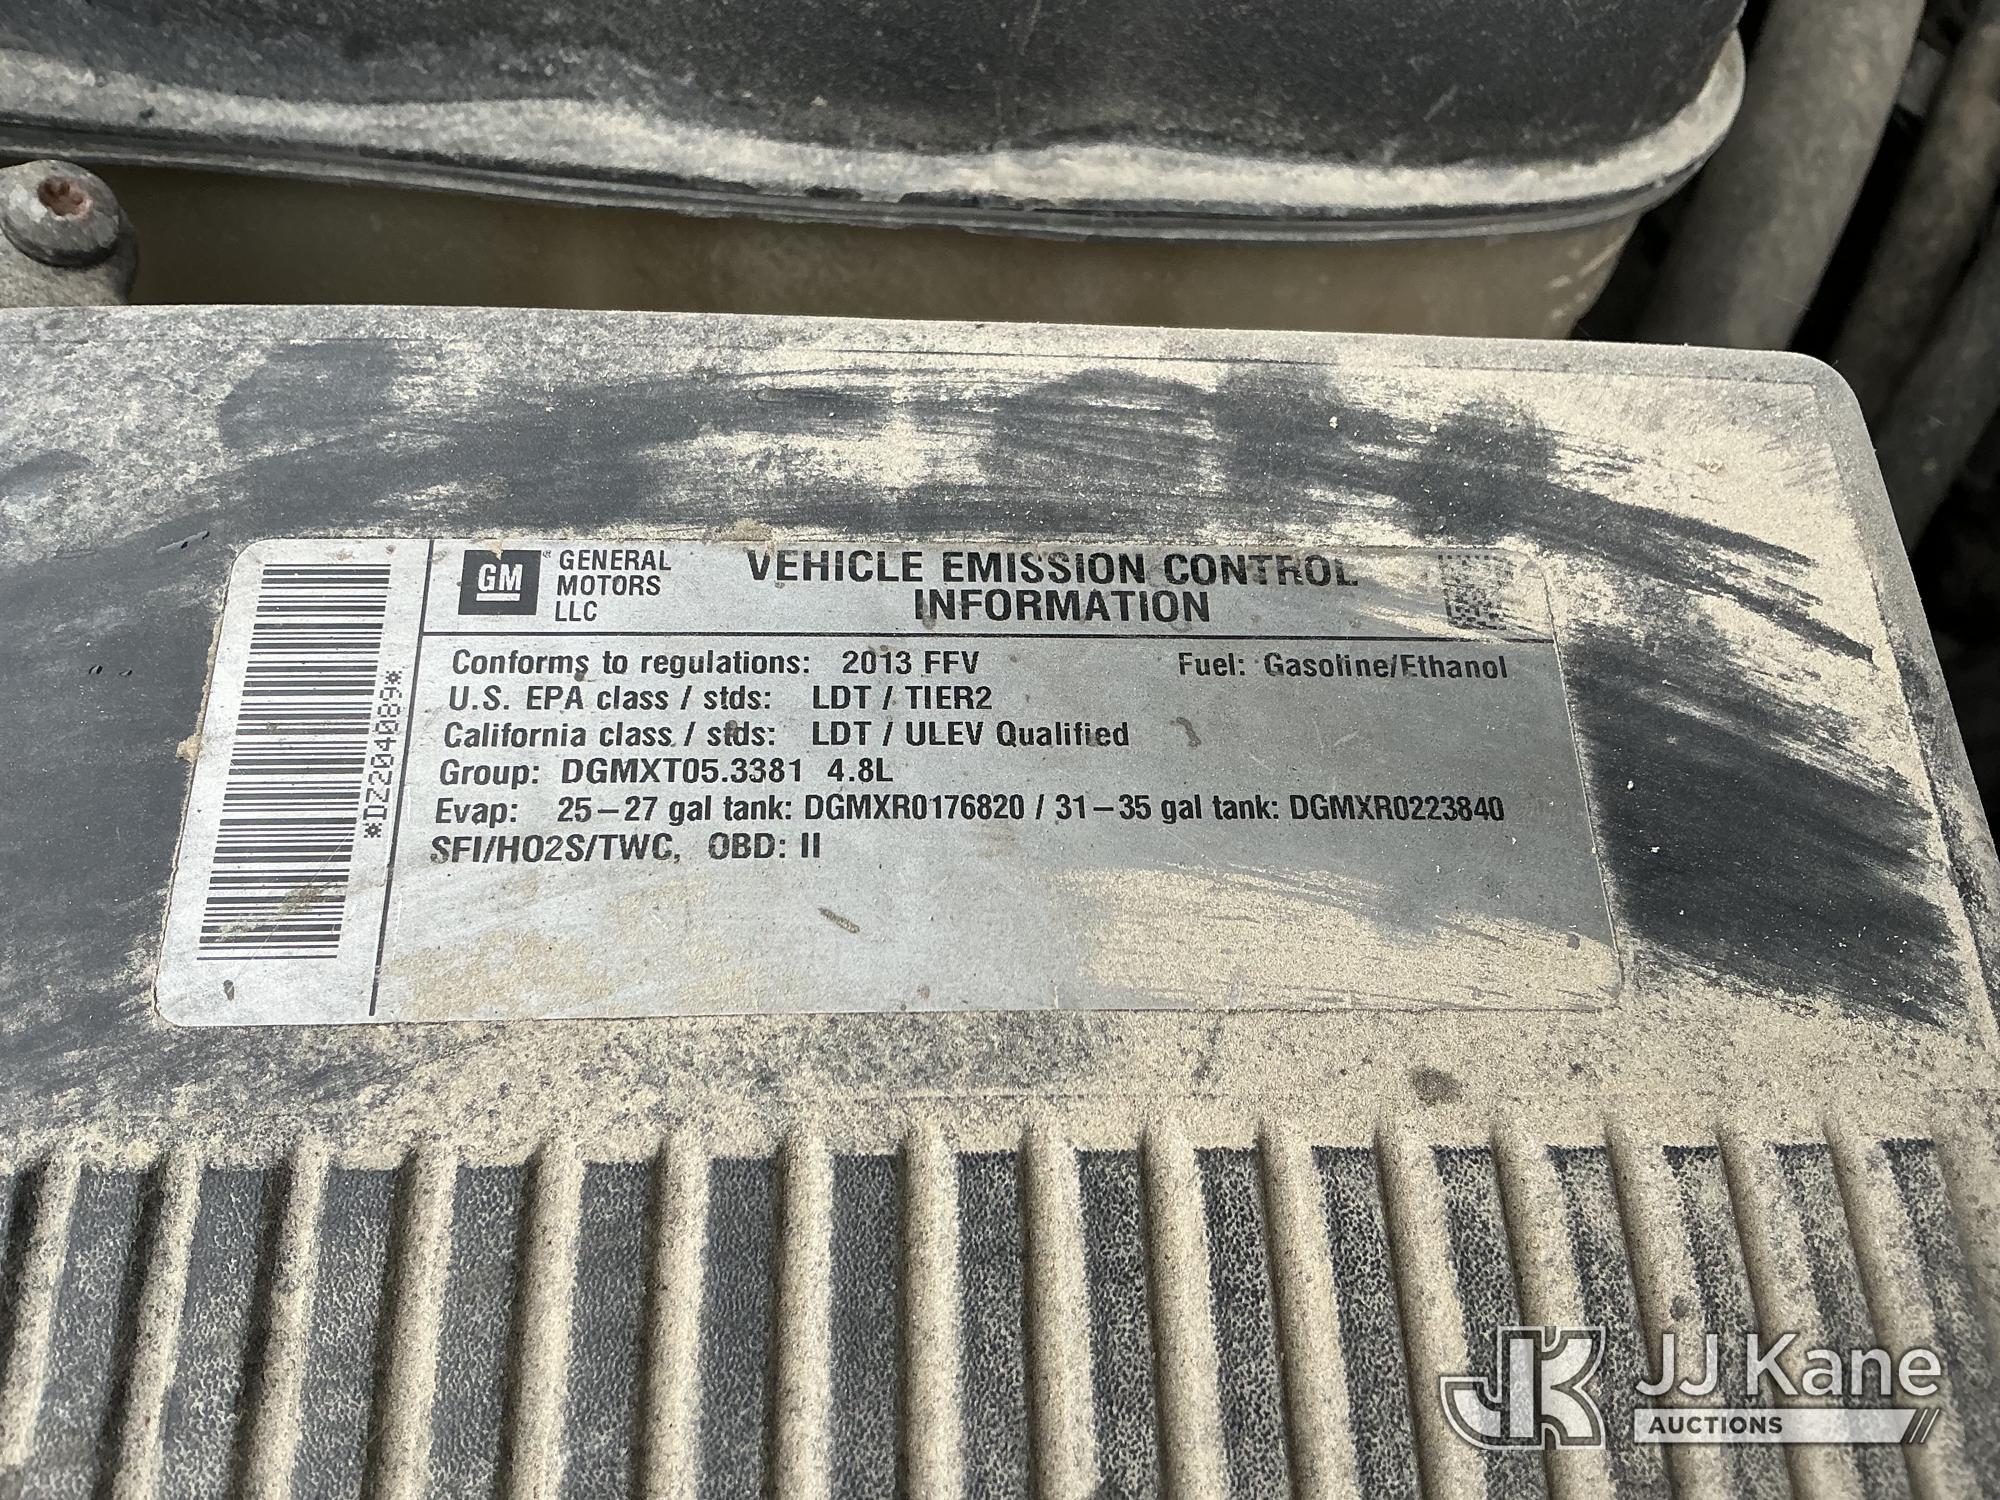 *DZ204089*
GM
GENERAL
MOTORS
LLC
VEHICLE EMISSION CONTROL
INFORMATION
Conforms to regulations: 2013 FFV Fuel: Gasoline/Ethanol
U.S. EPA class / stds: LDT / TIER2
California class / stds: LDT / ULEV Qualified
Group: DGMXT05.3381 4.8L
Evap: 25-27 gal tank: DGMXR0176820 / 31-35 gal tank: DGMXR0223840
SFI/HO2S/TWC, OBD: II
JK JJ Kane
AUCTIONS